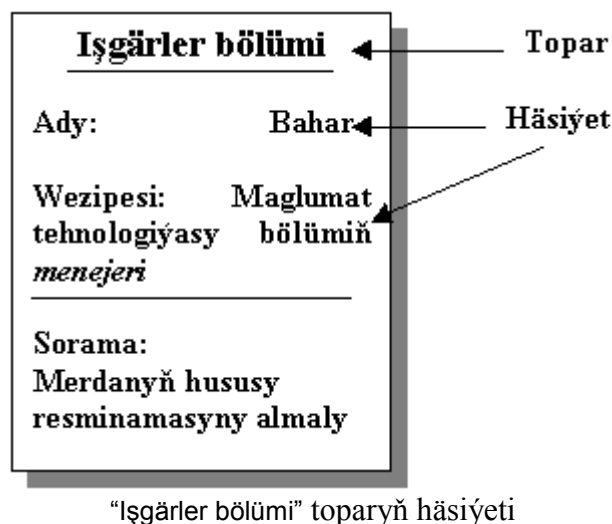 Işgärler bölümi
Topar
Ady: Bahar
Häsiýet
Wezipesi: Maglumat
tehnologiýasy bölümiň
menejeri
Sorama:
Merdanyň hususy
resminamasyny almaly
“Işgärler bölümi” toparyň häsiýeti